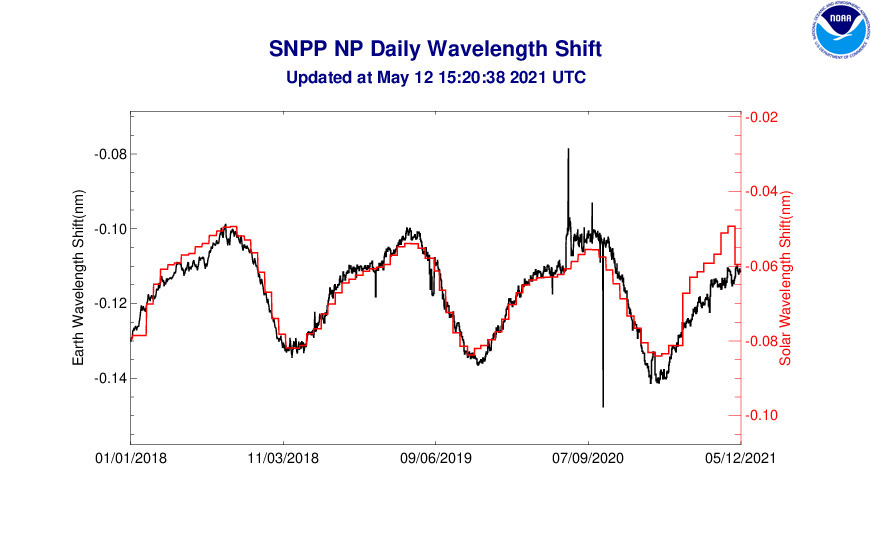 NOAA
SNPP NP Daily Wavelength Shift
Updated at May 12 15:20:38 2021 UTC
-0.02
-0.08
-0.04
-0.10
-0.06
-0.12
-0.08
-0.14
-0.10
Earth Wavelength Shift(nm)
Solar Wavelength Shift(nm)
01/01/2018
11/03/2018
09/06/2019
07/09/2020
05/12/2021